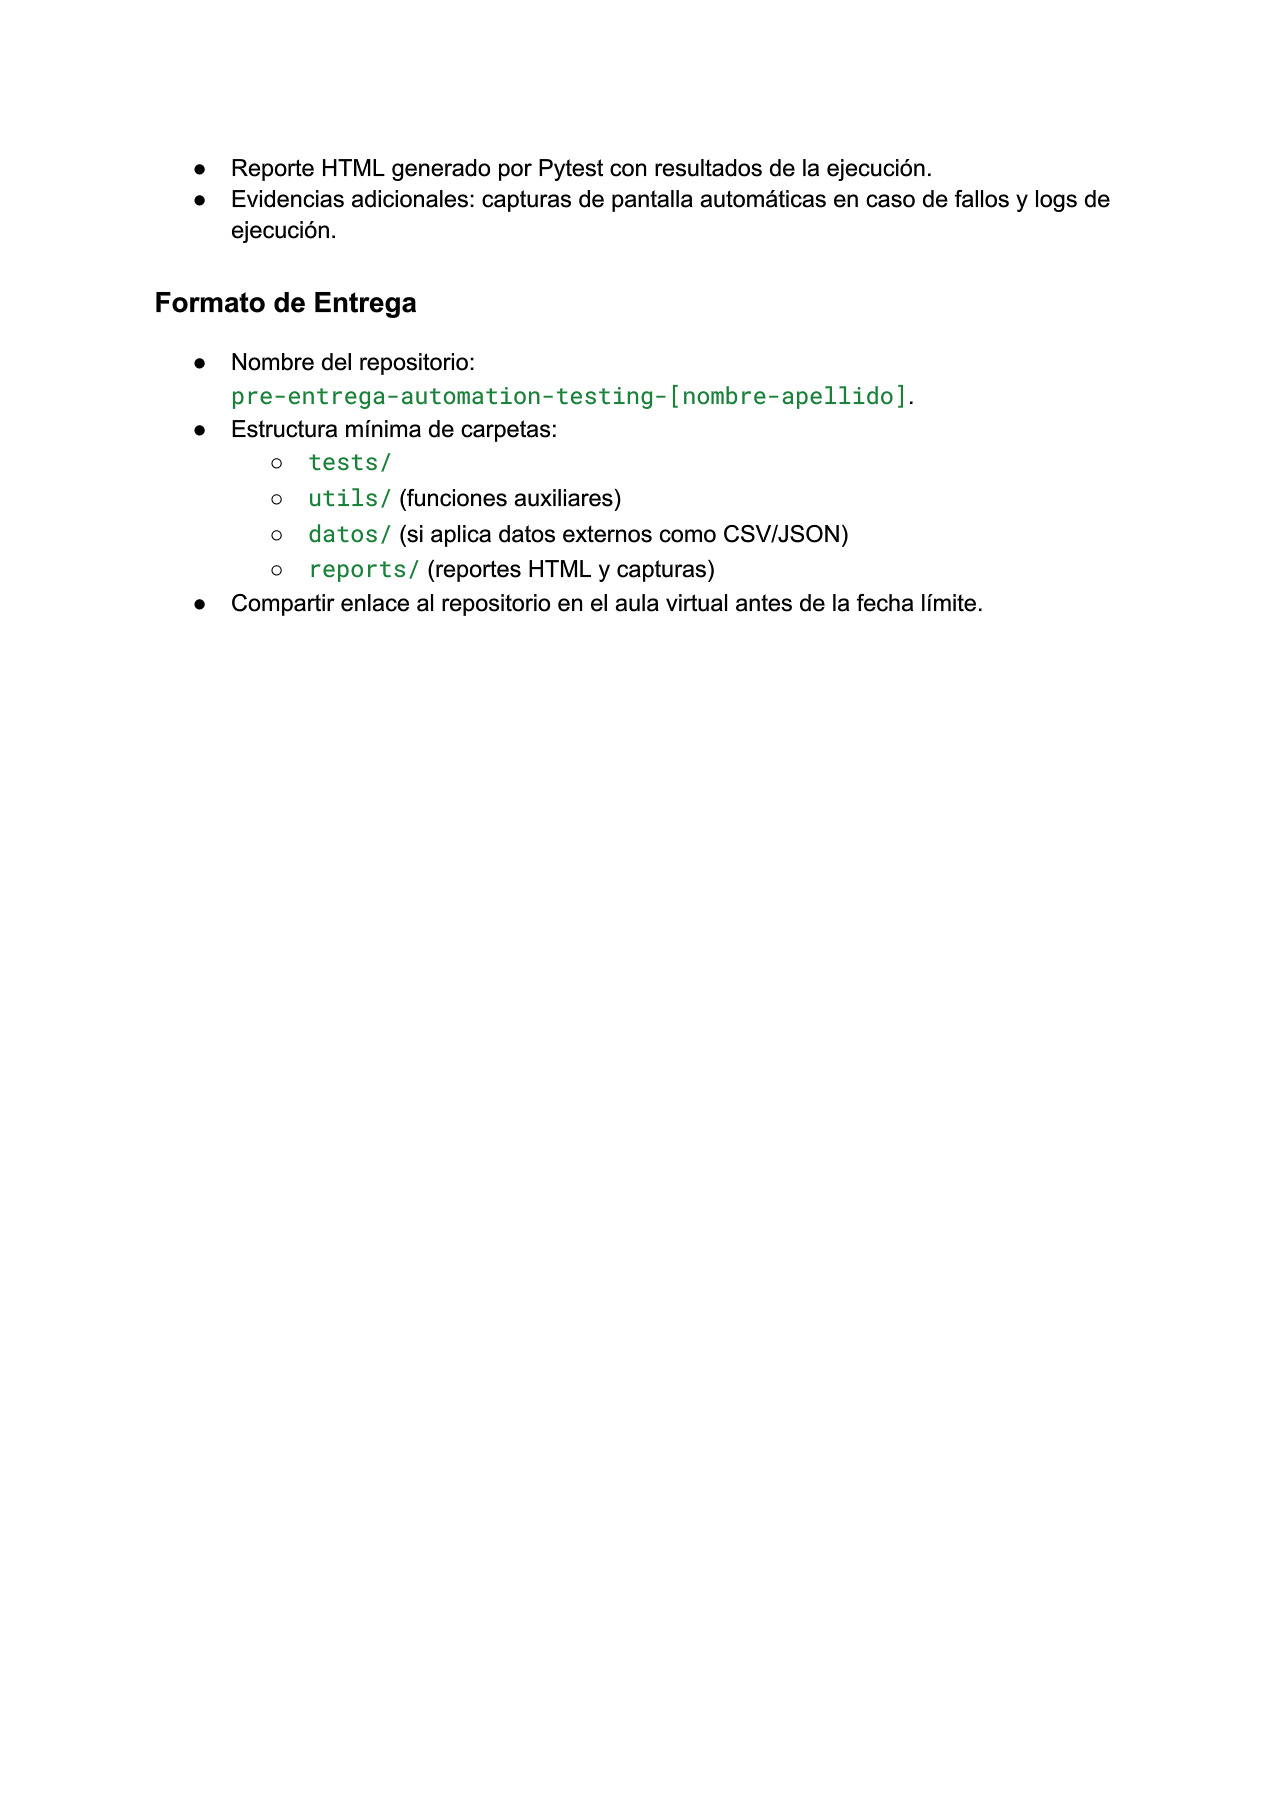 ● Reporte HTML generado por Pytest con resultados de la ejecución.
● Evidencias adicionales: capturas de pantalla automáticas en caso de fallos y logs de
ejecución.
Formato de Entrega
● Nombre del repositorio:
pre-entrega-automation-testing-[nombre-apellido].
● Estructura mínima de carpetas:
○ tests/
○ utils/ (funciones auxiliares)
○ datos/ (si aplica datos externos como CSV/JSON)
○ reports/ (reportes HTML y capturas)
● Compartir enlace al repositorio en el aula virtual antes de la fecha límite.